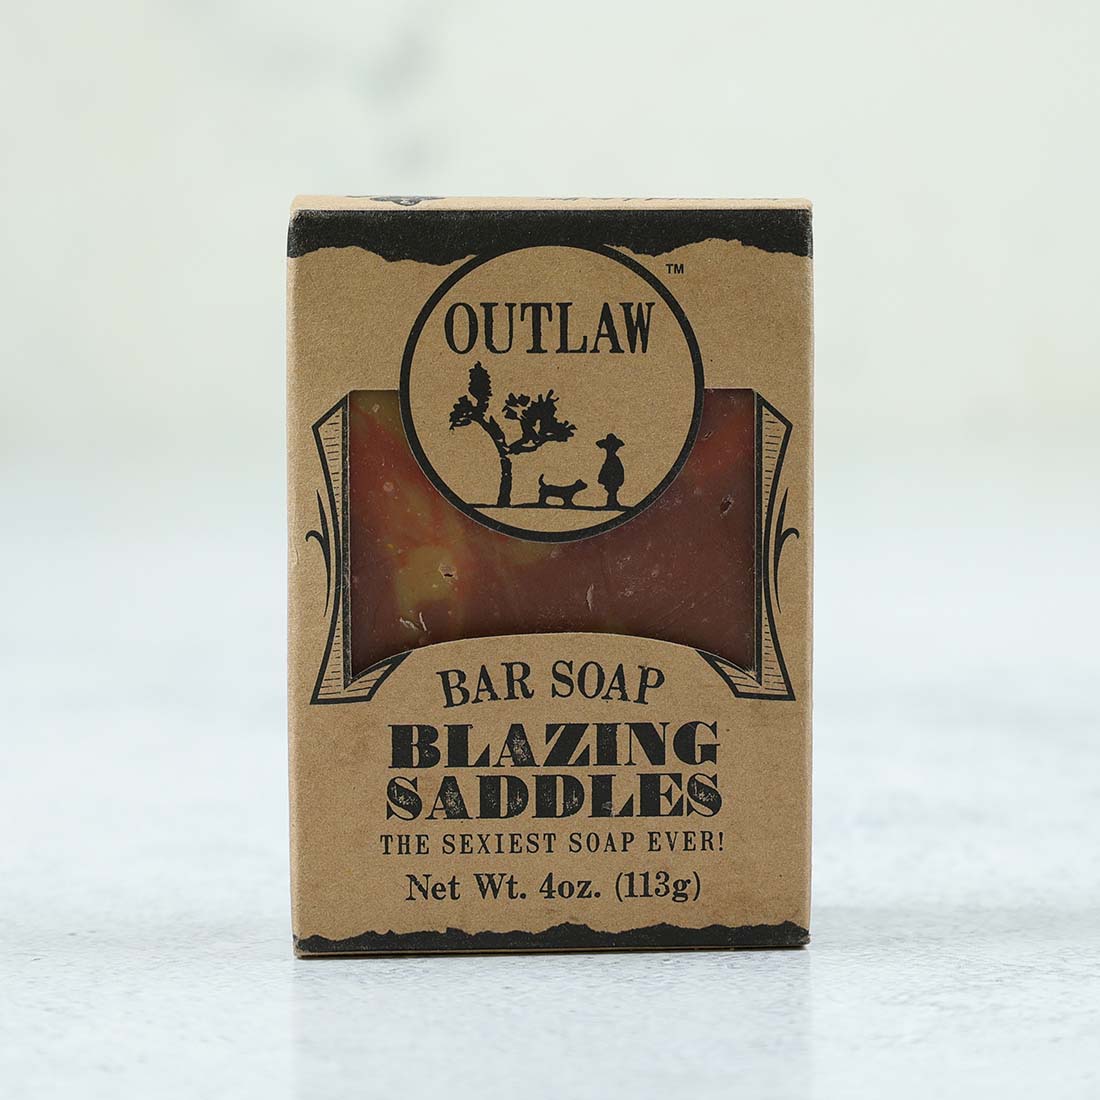 OUTLAW
TM
BAR SOAP
BLAZING
SADDLES
THE SEXIEST SOAP EVER!
Net Wt. 4oz. (113g)